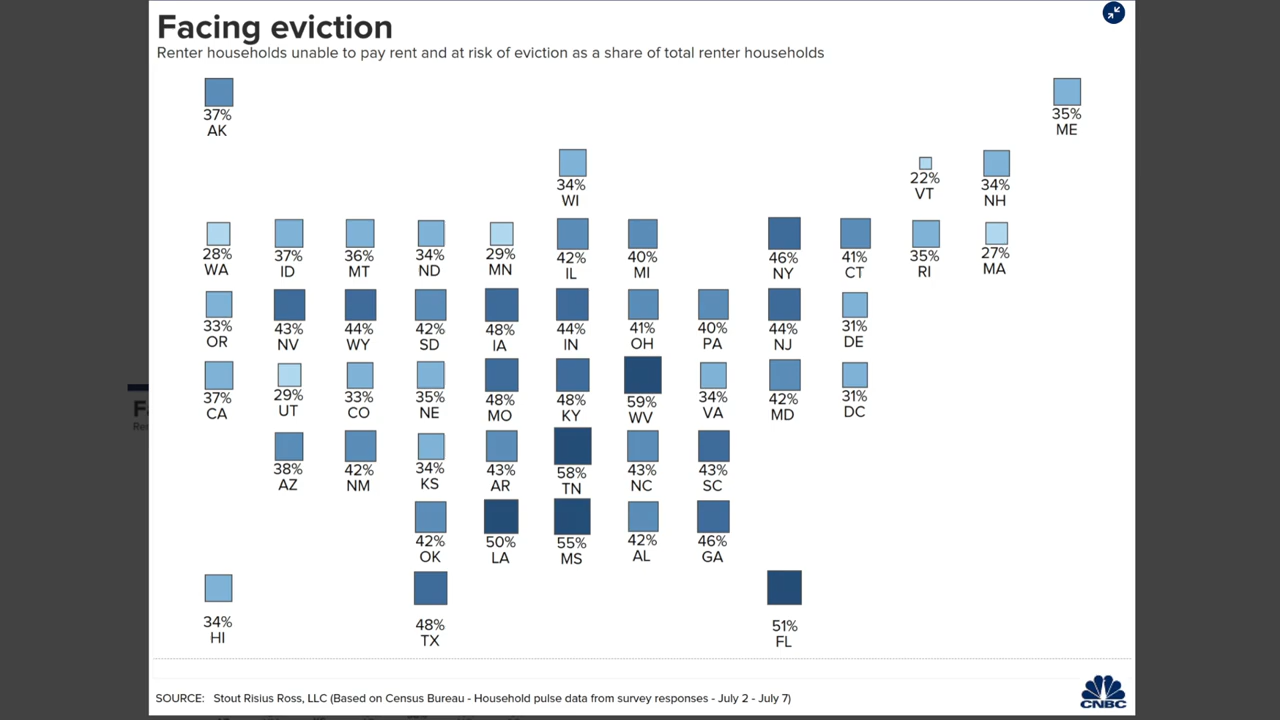 Facing eviction
Renter households unable to pay rent and at risk of eviction as a share of total renter households
37%
AK
35%
ME
34%
WI
22%
VT
34%
NH
28%
WA
37%
ID
36%
MT
34%
ND
29%
MN
42%
IL
40%
MI
46%
NY
41%
CT
35%
RI
27%
MA
33%
OR
43%
NV
44%
WY
42%
SD
48%
IA
44%
IN
41%
OH
40%
PA
44%
NJ
31%
DE
37%
CA
29%
UT
33%
CO
35%
NE
48%
MO
48%
KY
59%
WV
34%
VA
42%
MD
31%
DC
38%
AZ
42%
NM
34%
KS
43%
AR
58%
TN
43%
NC
43%
SC
42%
OK
50%
LA
55%
MS
42%
AL
46%
GA
34%
HI
48%
TX
51%
FL
SOURCE: Stout Risius Ross, LLC (Based on Census Bureau - Household pulse data from survey responses - July 2 - July 7)
CNBC